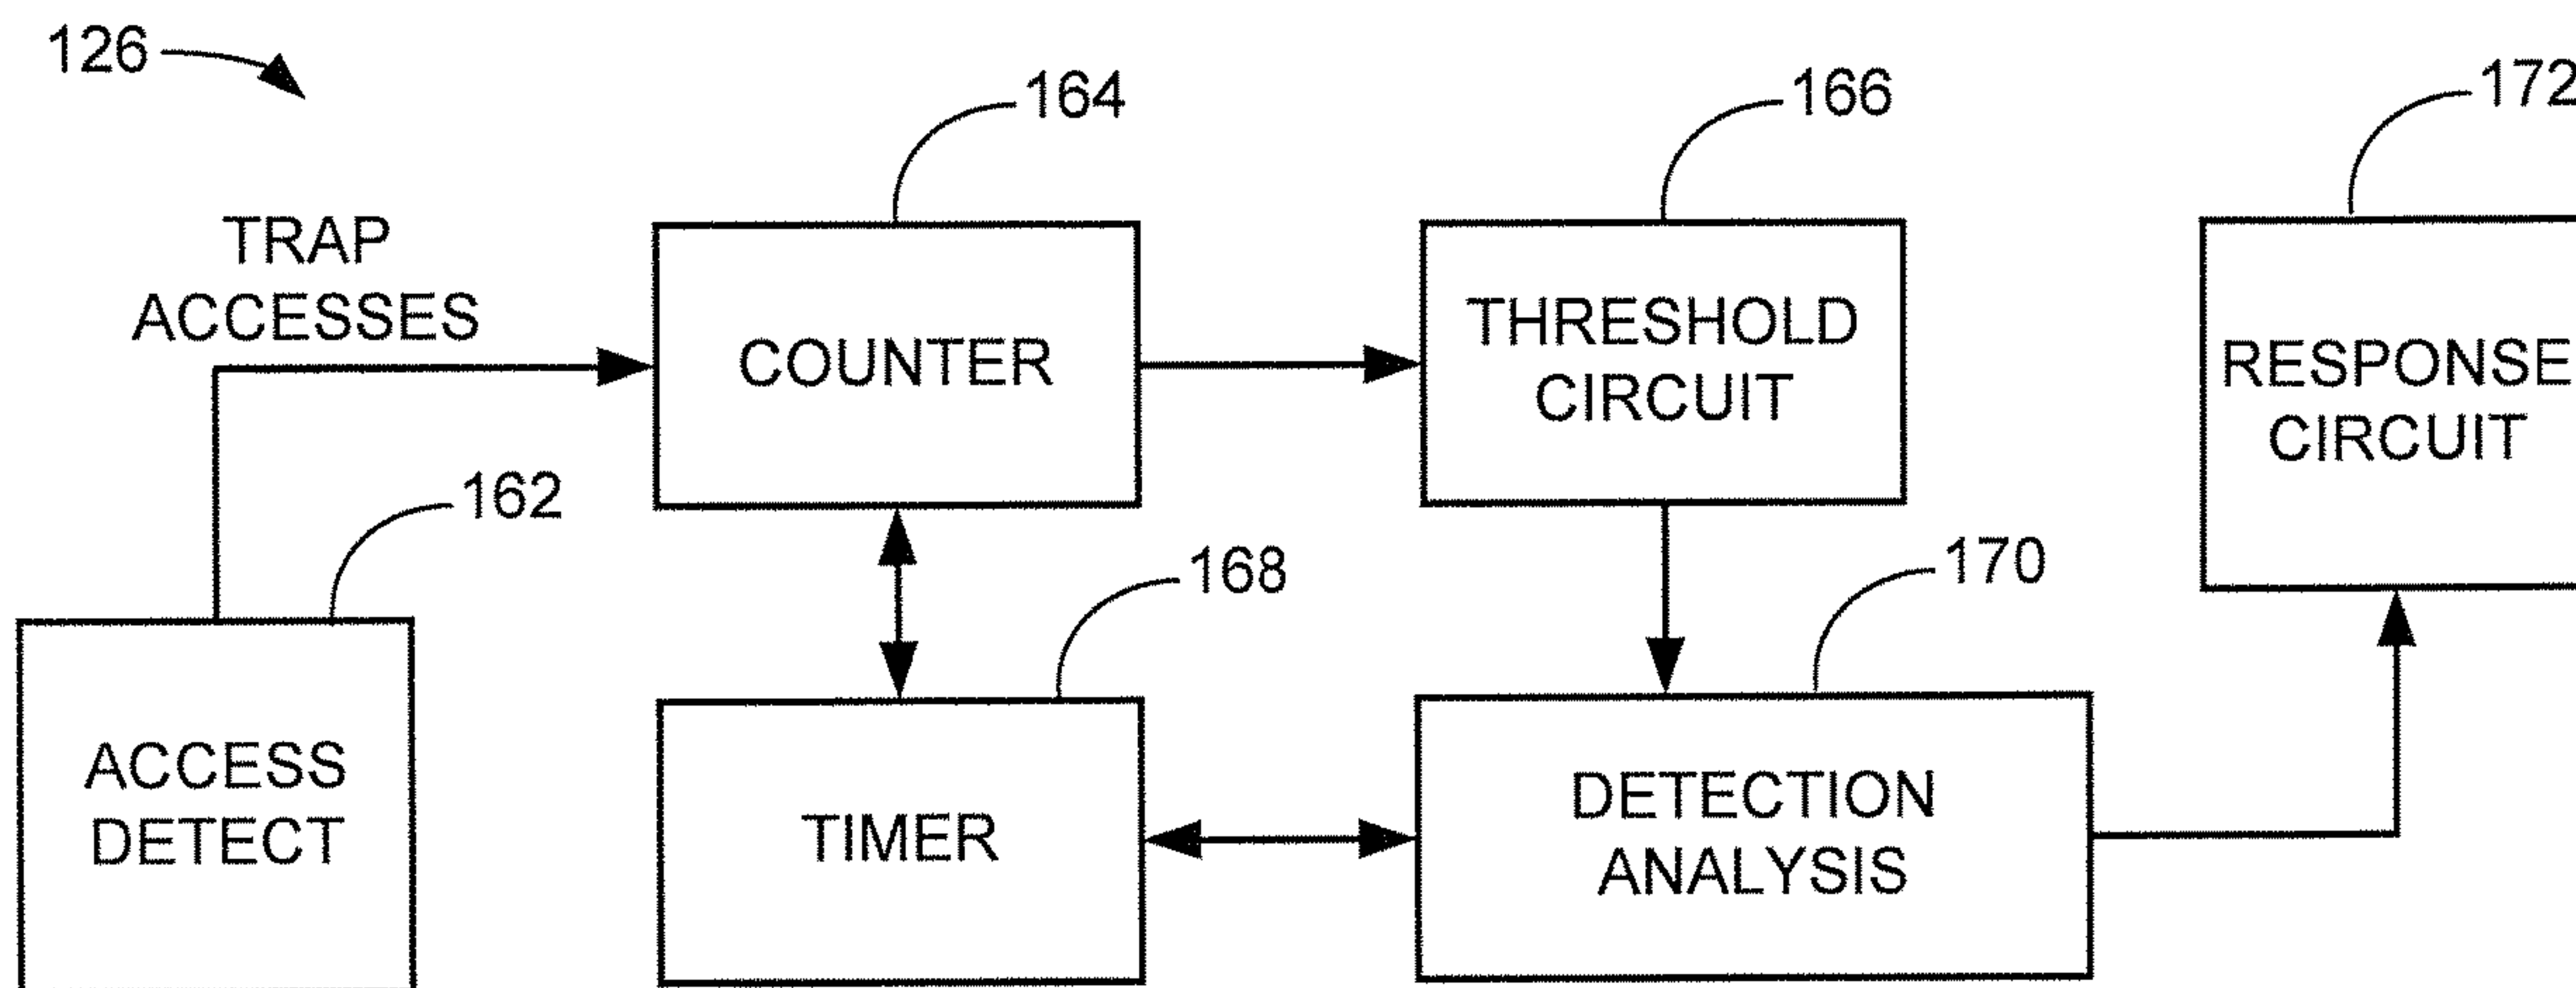 126
164
166
172
TRAP
ACCESSES
COUNTER
THRESHOLD
CIRCUIT
RESPONSE
CIRCUIT
162
168
170
ACCESS
DETECT
TIMER
DETECTION
ANALYSIS